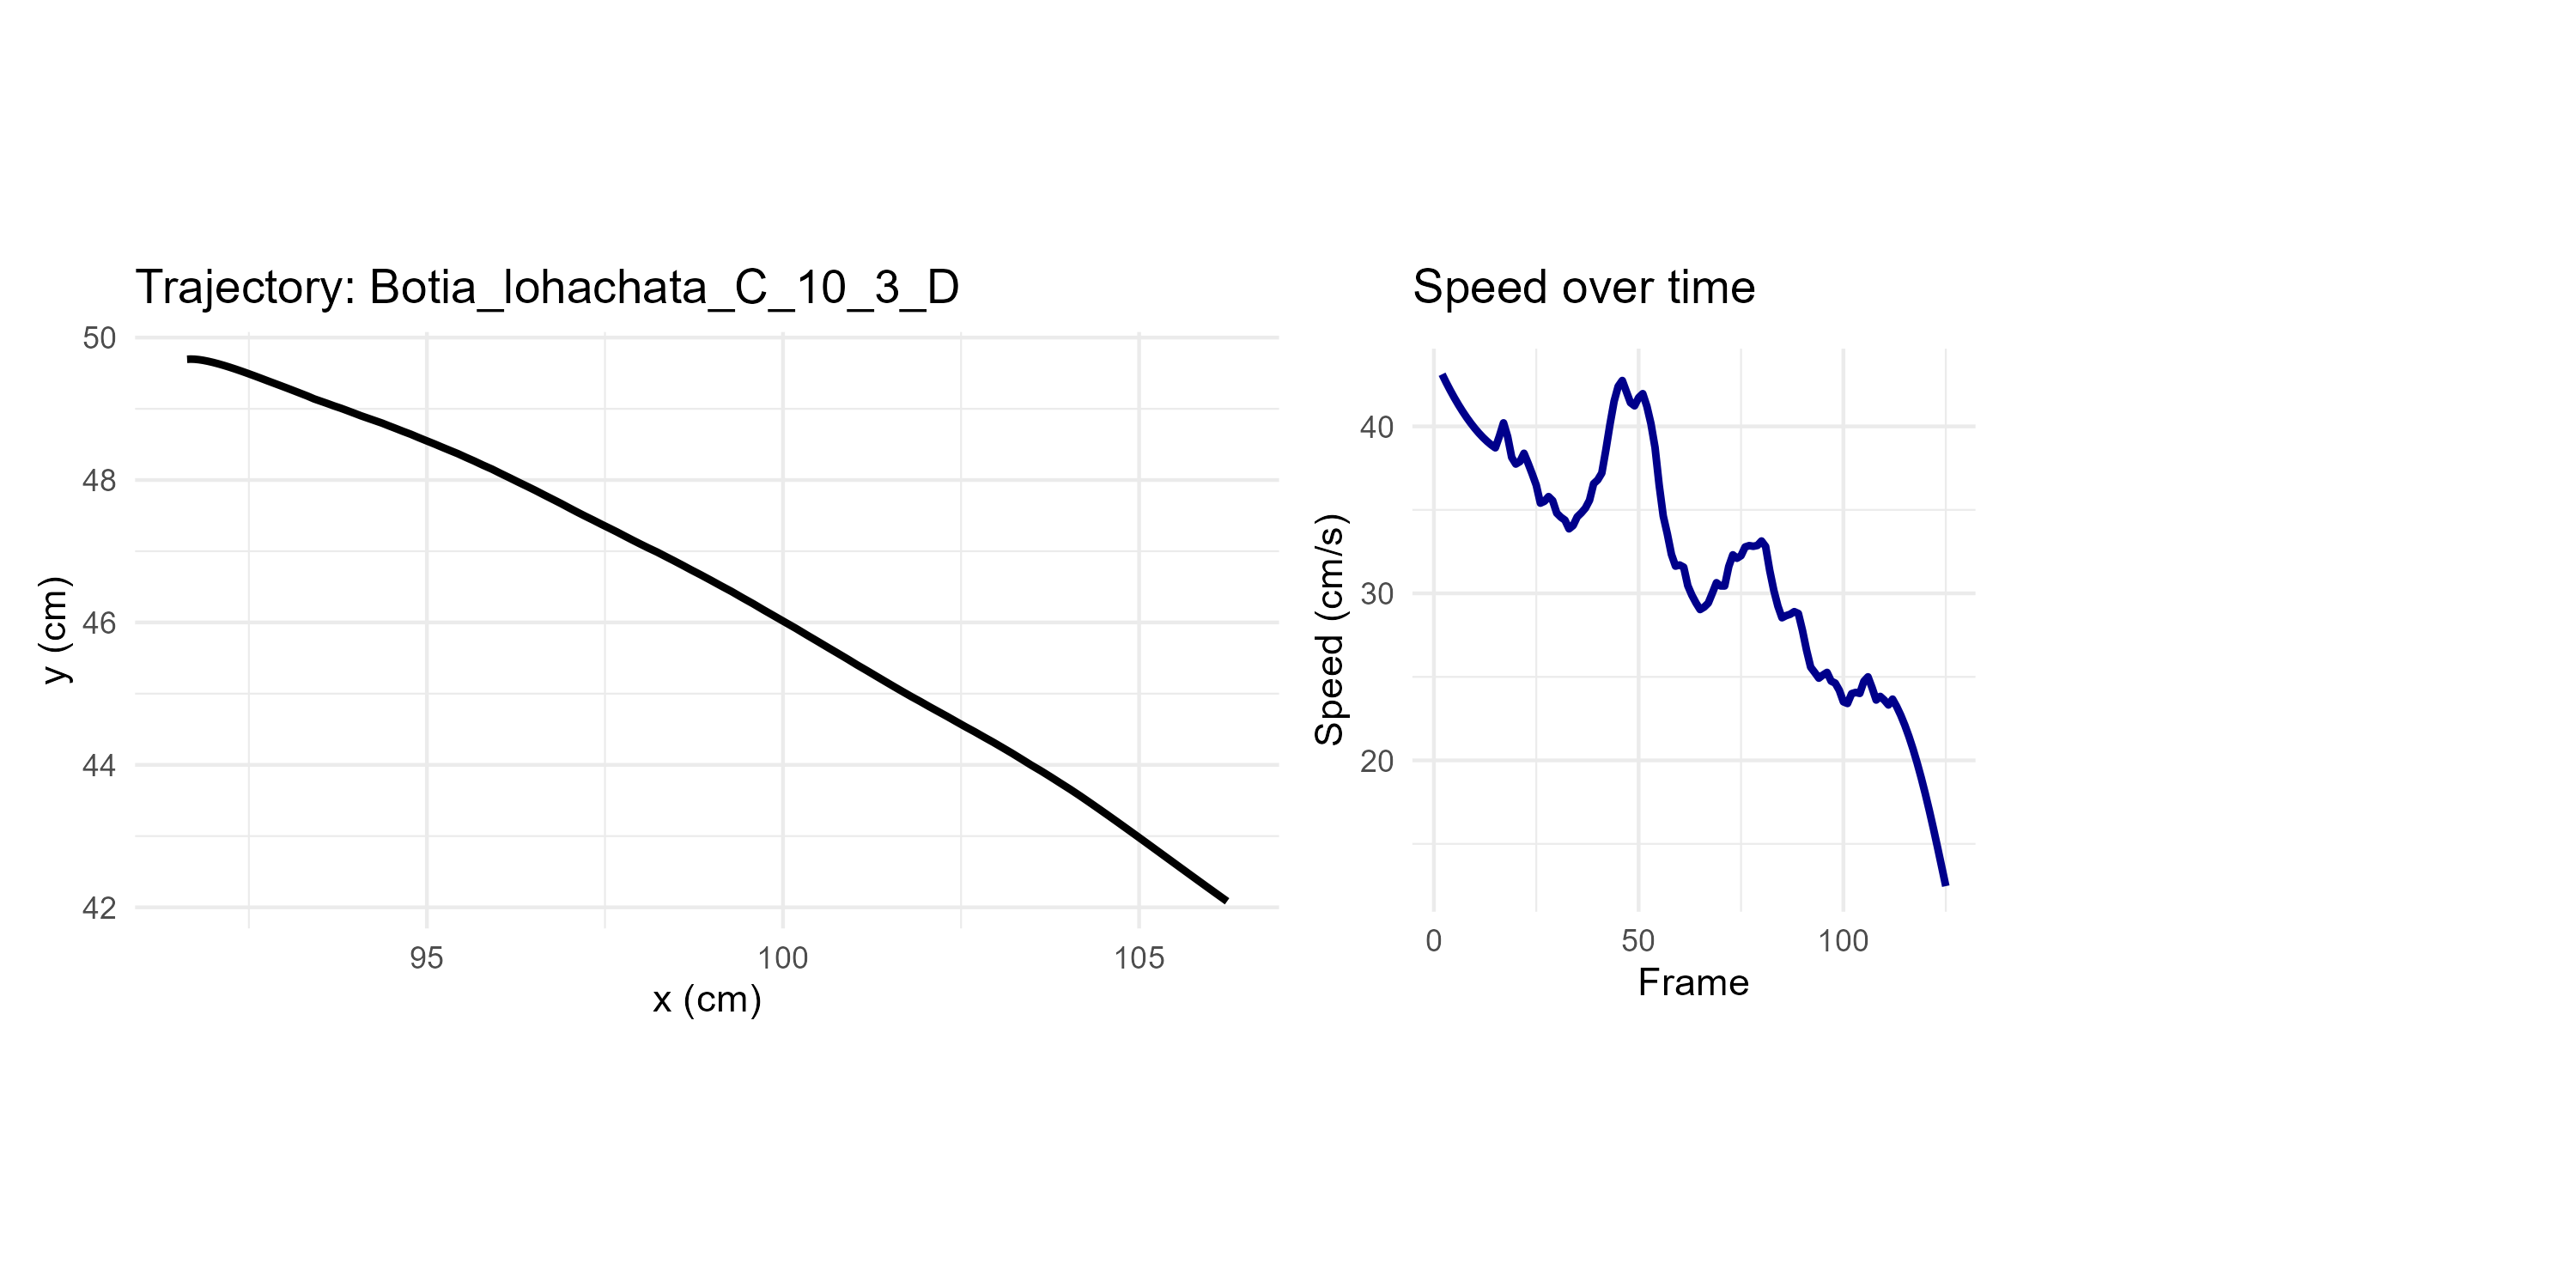 Trajectory: Botia_lohachata_C_10_3_D
50
48
46
44
42
y (cm)
95
100
105
x (cm)
Speed over time
40
30
20
Speed (cm/s)
0
50
100
Frame